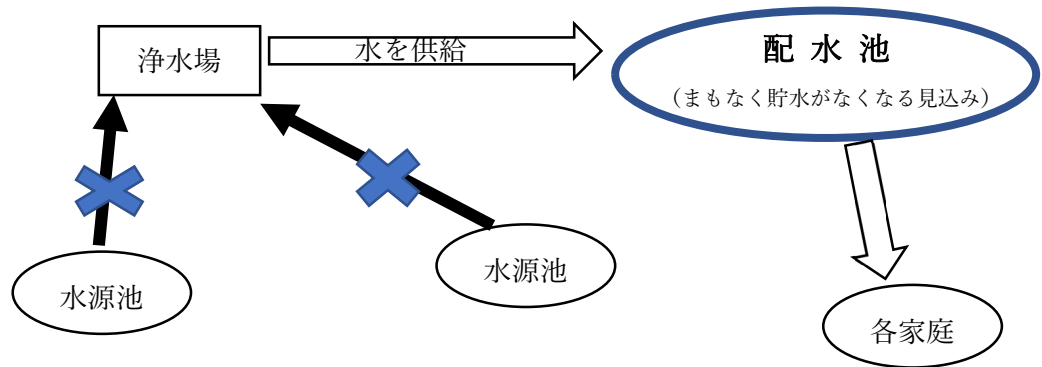 浄水場
水を供給
配水池
（まもなく貯水がなくなる見込み）
水源池
水源池
各家庭